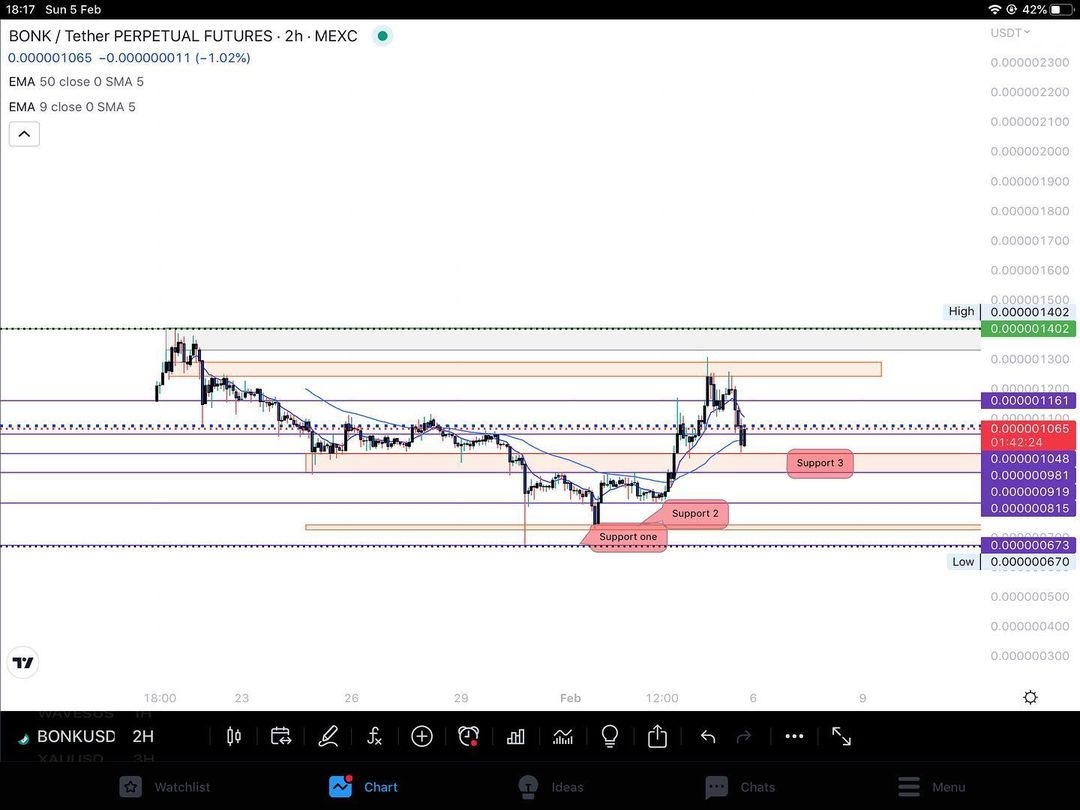 18:17 Sun 5 Feb
42%
BONK / Tether PERPETUAL FUTURES · 2h · MEXC
USDT
0.000001065 −0.000000011 (−1.02%)
EMA 50 close 0 SMA 5
EMA 9 close 0 SMA 5
0.000002300
0.000002200
0.000002100
0.000002000
0.000001900
0.000001800
0.000001700
0.000001600
0.000001500
High 0.000001402
0.000001402
0.000001300
0.000001200
0.000001161
0.000001100
0.000001065
01:42:24
0.000001048
Support 3
0.000000981
0.000000919
0.000000815
Support 2
Support one
0.000000673
Low 0.000000670
0.000000500
0.000000400
0.000000300
18:00 23 26 29 Feb 12:00 6 9
WAVESUS 1H
BONKUSD 2H
XAUUSD 3H
Watchlist Chart Ideas Chats Menu